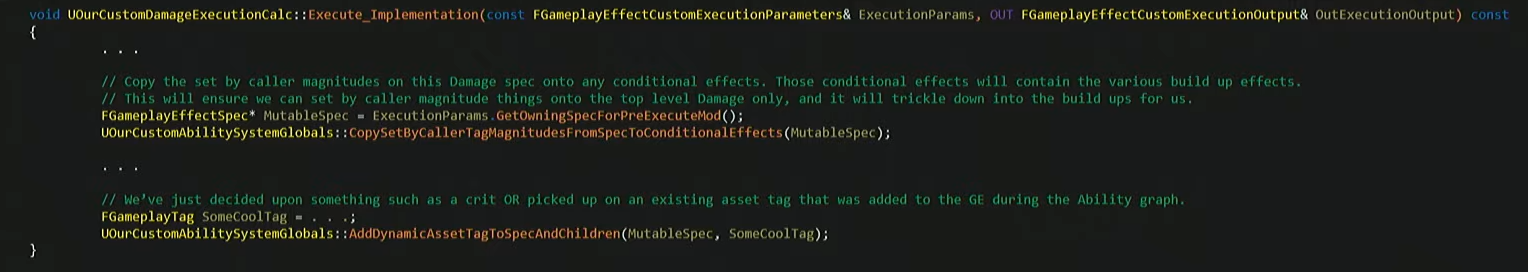 void UOurCustomDamageExecutionCalc::Execute_Implementation(const FGameplayEffectCustomExecutionParameters& ExecutionParams, OUT FGameplayEffectCustomExecutionOutput& OutExecutionOutput) const
{
. . .
// Copy the set by caller magnitudes on this Damage spec onto any conditional effects. Those conditional effects will contain the various build up effects.
// This will ensure we can set by caller magnitude things onto the top level Damage only, and it will trickle down into the build ups for us.
FGameplayEffectSpec* MutableSpec = ExecutionParams.GetOwningSpecForPreExecuteMod();
UOurCustomAbilitySystemGlobals::CopySetByCallerTagMagnitudesFromSpecToConditionalEffects(MutableSpec);
. . .
// We've just decided upon something such as a crit OR picked up on an existing asset tag that was added to the GE during the Ability graph.
FGameplayTag SomeCoolTag = . . .;
UOurCustomAbilitySystemGlobals::AddDynamicAssetTagToSpecAndChildren(MutableSpec, SomeCoolTag);
}